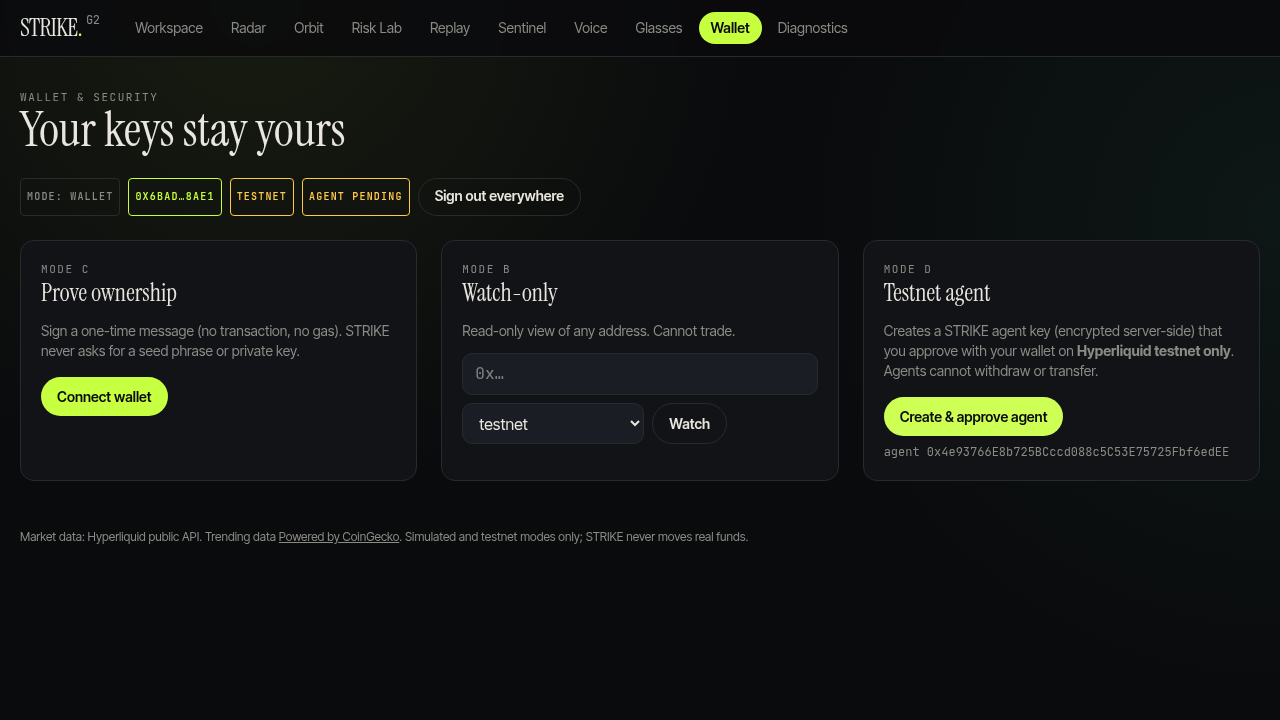 STRIKE. G2 Workspace Radar Orbit Risk Lab Replay Sentinel Voice Glasses Wallet Diagnostics
WALLET & SECURITY
Your keys stay yours
MODE: WALLET 0X6BAD…8AE1 TESTNET AGENT PENDING Sign out everywhere
MODE C
Prove ownership
Sign a one-time message (no transaction, no gas). STRIKE
never asks for a seed phrase or private key.
Connect wallet
MODE B
Watch-only
Read-only view of any address. Cannot trade.
0x…
testnet Watch
MODE D
Testnet agent
Creates a STRIKE agent key (encrypted server-side) that
you approve with your wallet on Hyperliquid testnet only.
Agents cannot withdraw or transfer.
Create & approve agent
agent 0x4e93766E8b725BCccd088c5C53E75725Fbf6edEE
Market data: Hyperliquid public API. Trending data Powered by CoinGecko. Simulated and testnet modes only; STRIKE never moves real funds.